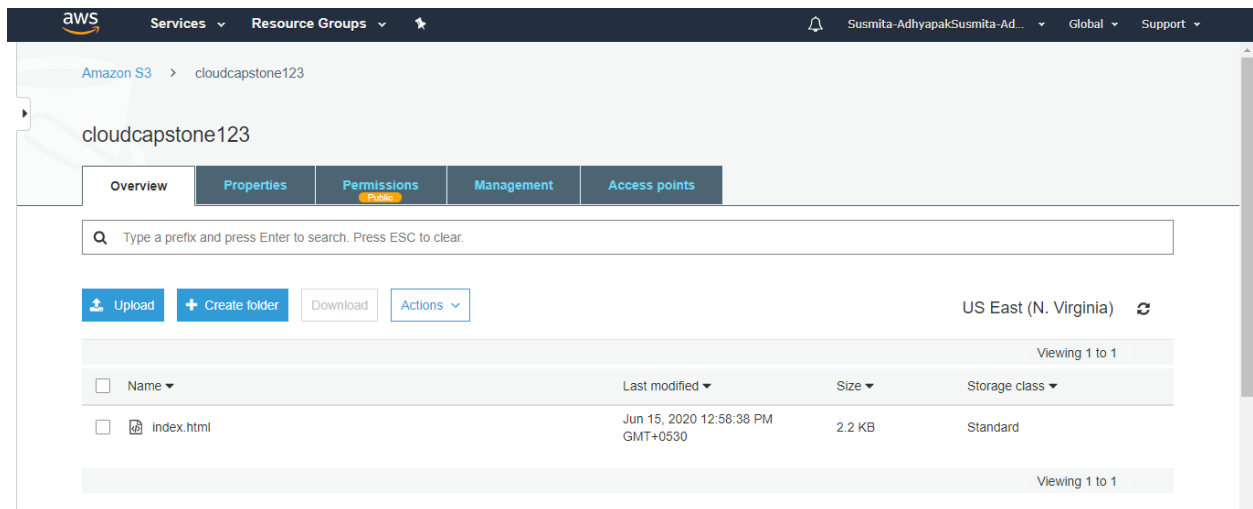 aws Services Resource Groups Susmita-AdhyapakSusmita-Ad... Global Support
Amazon S3 > cloudcapstone123
cloudcapstone123
Overview Properties Permissions Management Access points
Public
Type a prefix and press Enter to search. Press ESC to clear.
Upload + Create folder Download Actions US East (N. Virginia)
Viewing 1 to 1
Name Last modified Size Storage class
index.html Jun 15, 2020 12:58:38 PM 2.2 KB Standard
GMT+0530
Viewing 1 to 1